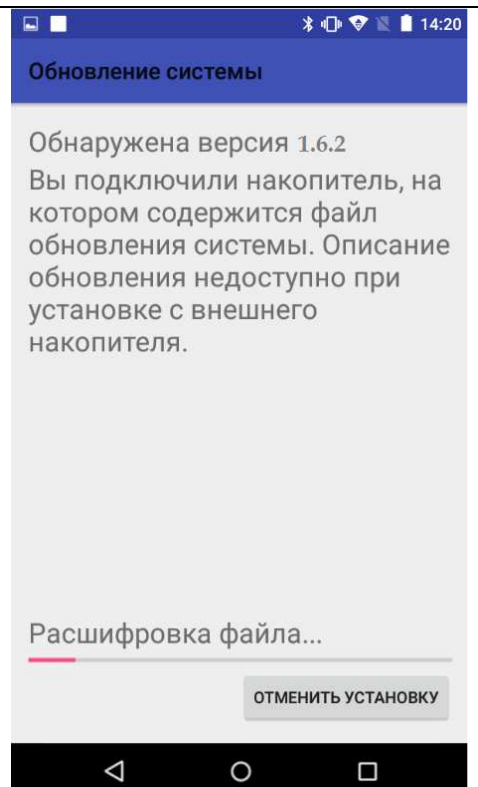 14:20
Обновление системы
Обнаружена версия 1.6.2
Вы подключили накопитель, на
котором содержится файл
обновления системы. Описание
обновления недоступно при
установке с внешнего
накопителя.
Расшифровка файла...
ОТМЕНИТЬ УСТАНОВКУ